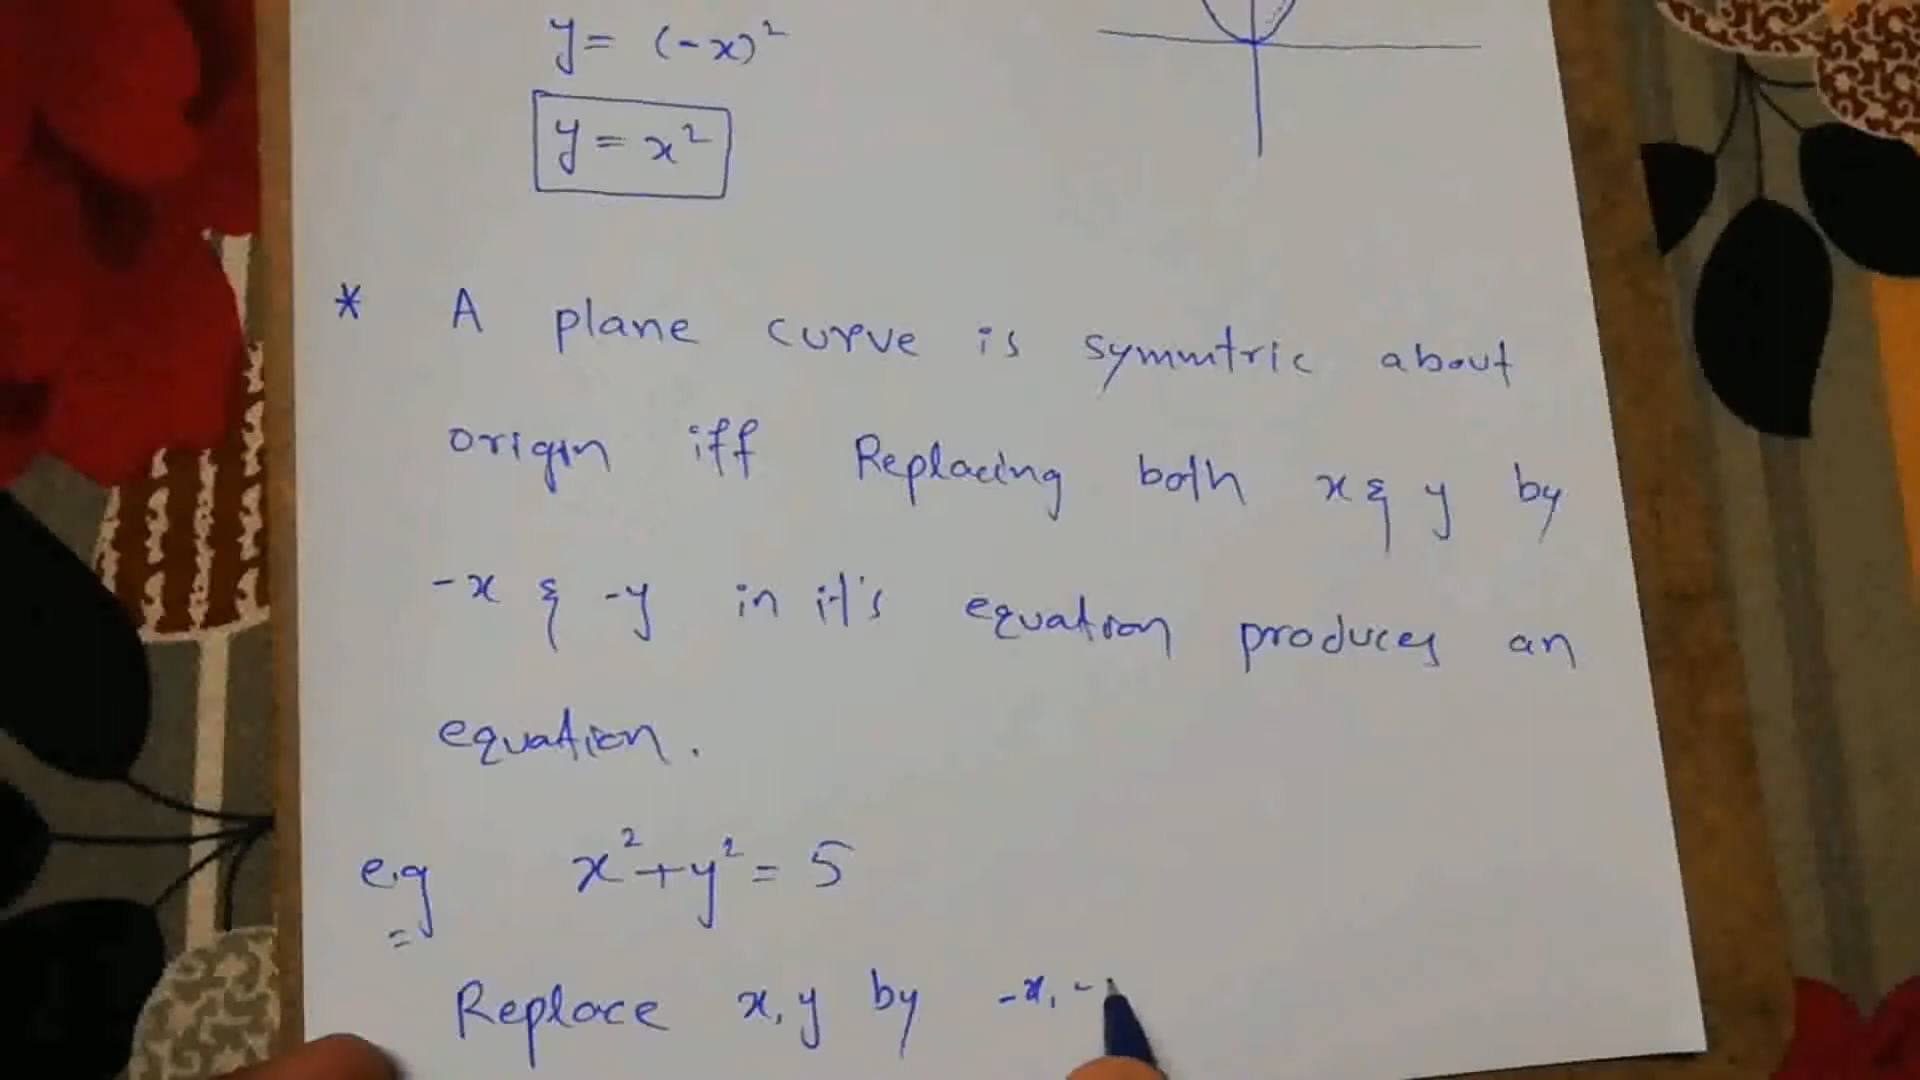 y = (-x)²
y = x²
* A plane curve is symmtric about
origin iff Replacing both x & y by
-x & -y in it's equation produces an
equation.
e.g x² + y² = 5
Replace x, y by -x, -